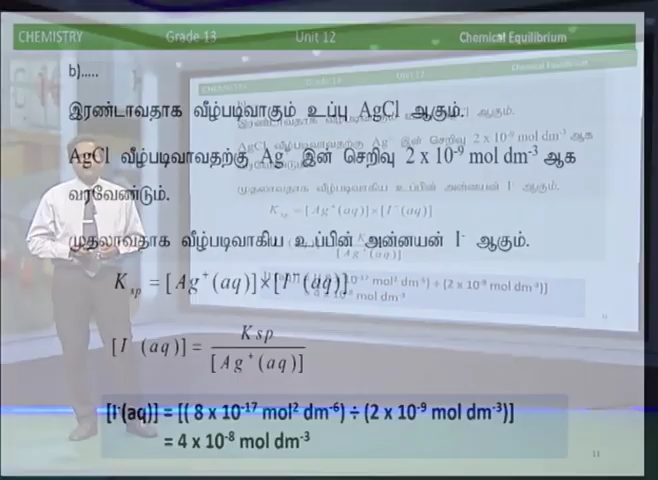 CHEMISTRY Grade 13 Unit 12 Chemical Equilibrium
b).....
இரண்டாவதாக வீழ்படிவாகும் உப்பு AgCl ஆகும்.
AgCl வீழ்படிவாவதற்கு Ag⁺ இன் செறிவு 2 x 10⁻⁹ mol dm⁻³ ஆக
வரவேண்டும்.
முதலாவதாக வீழ்படிவாகிய உப்பின் அன்னயன் I⁻ ஆகும்.
K sp = [Ag⁺(aq)]×[I⁻(aq)]
[I (aq)] = Ksp / [Ag⁺(aq)]
[I⁻(aq)] = [( 8 x 10⁻¹⁷ mol² dm⁻⁶) ÷ (2 x 10⁻⁹ mol dm⁻³)]
= 4 x 10⁻⁸ mol dm⁻³
11